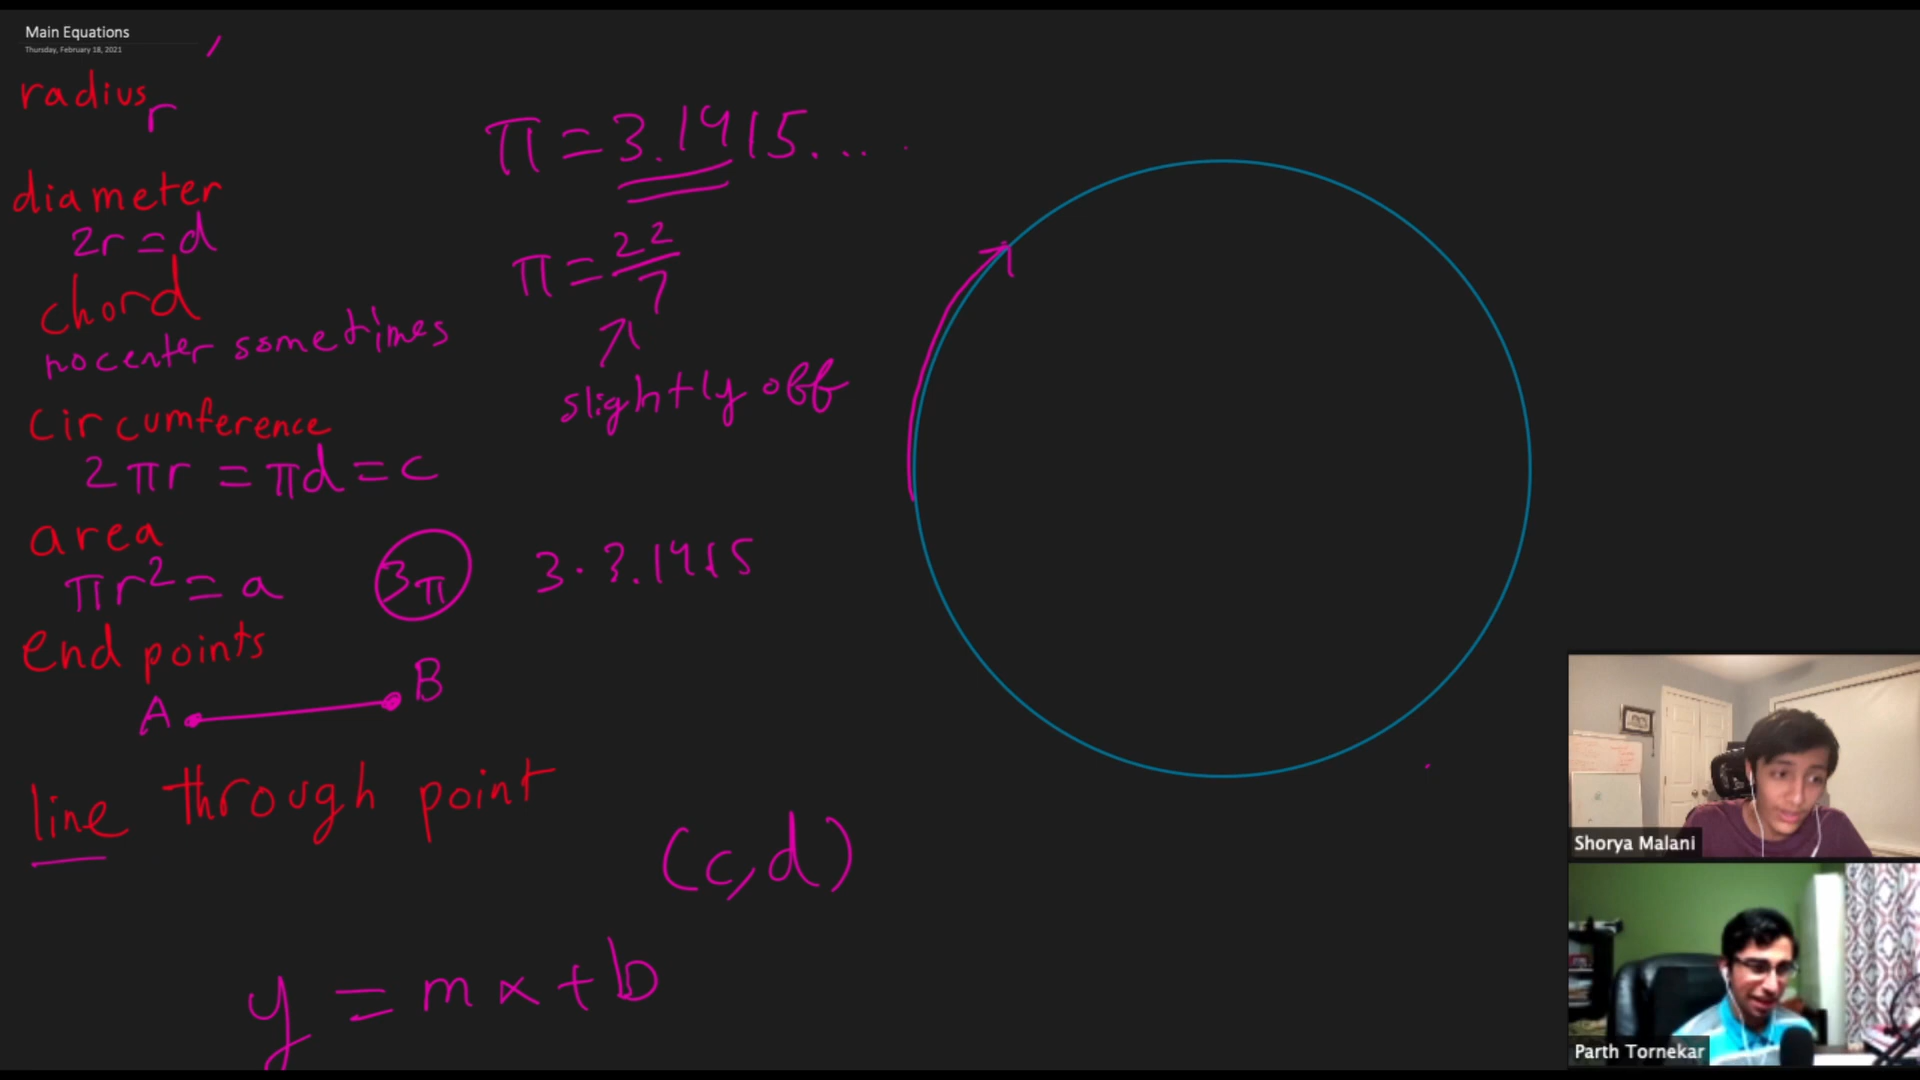 Main Equations
Thursday, February 18, 2021
radius
r
diameter
2r = d
chord
no center sometimes
circumference
2πr = πd = c
area
πr² = a
3π
3 · 3.1415
end points
A B
line through point
(c,d)
y = mx + b
π = 3.1415....
π = 22/7
slightly off
Shorya Malani
Parth Tornekar